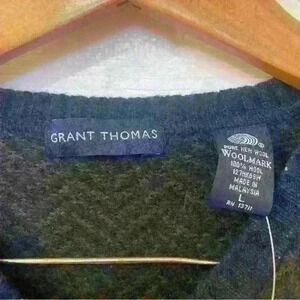 GRANT THOMAS
PURE NEW WOOL
WOOLMARK
100% WOOL
MADE IN
MALAYSIA
L